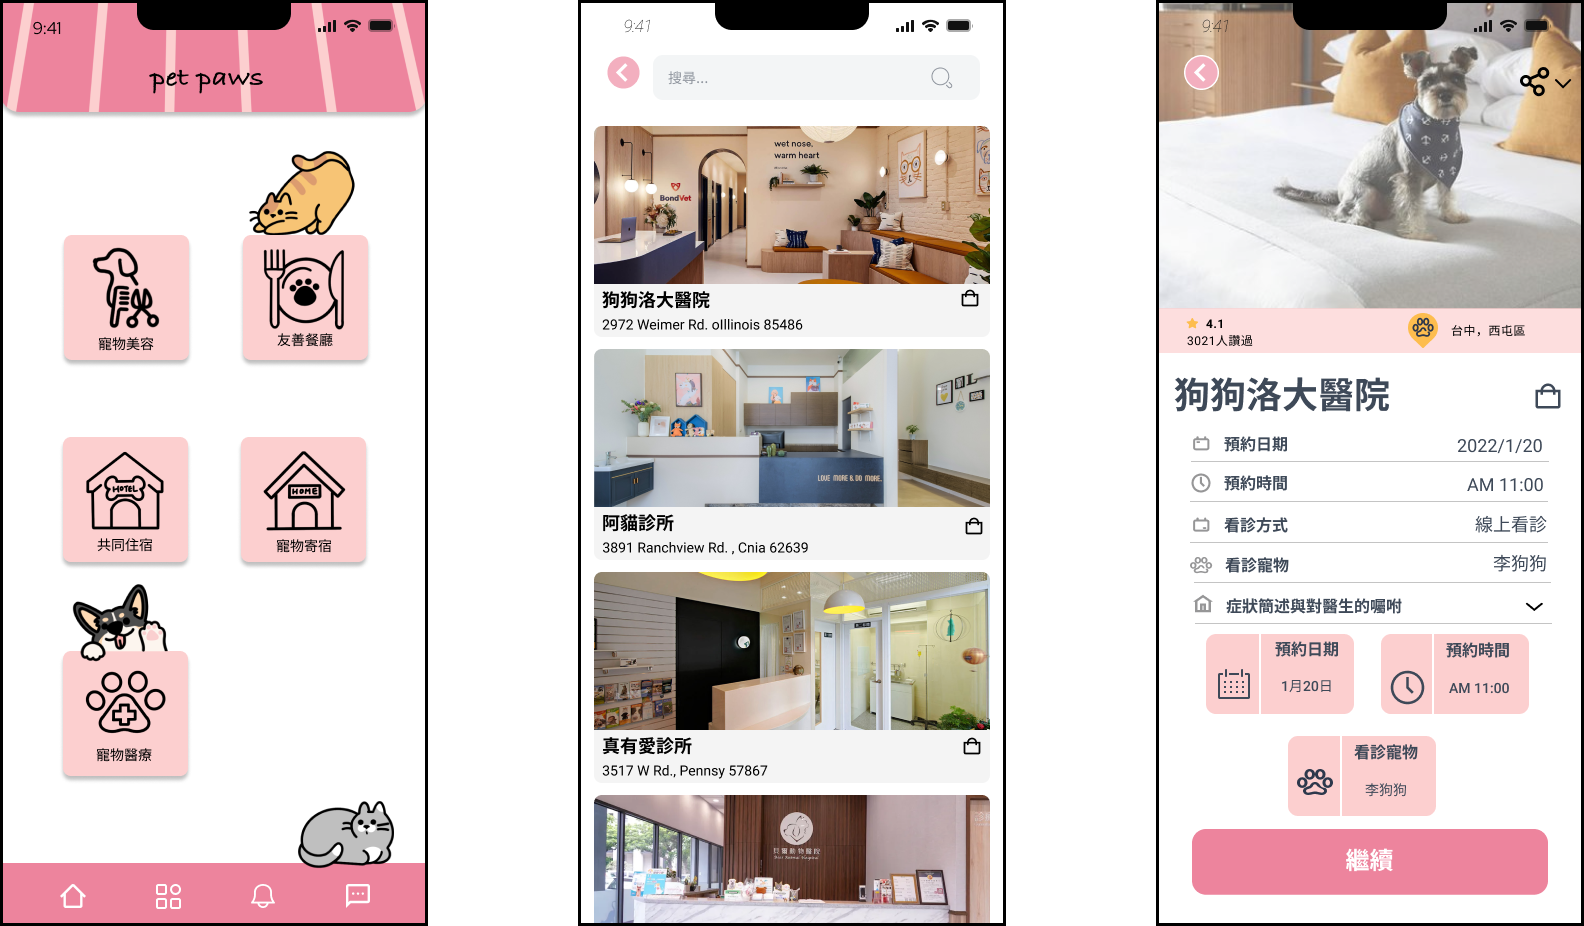 9:41
pet paws
寵物美容
友善餐廳
HOTEL
共同住宿
HOME
寵物寄宿
寵物醫療
9:41
搜尋...
wet nose.
warm heart
BondVet
狗狗洛大醫院
2972 Weimer Rd. ollllinois 85486
LOVE MORE & DO MORE.
阿貓診所
3891 Ranchview Rd. , Cnia 62639
真有愛診所
3517 W Rd., Pennsy 57867
貝爾動物醫院
9:41
4.1
3021人讚過
台中，西屯區
狗狗洛大醫院
預約日期
2022/1/20
預約時間
AM 11:00
看診方式
線上看診
看診寵物
李狗狗
症狀簡述與對醫生的囑咐
預約日期
1月20日
預約時間
AM 11:00
看診寵物
李狗狗
繼續